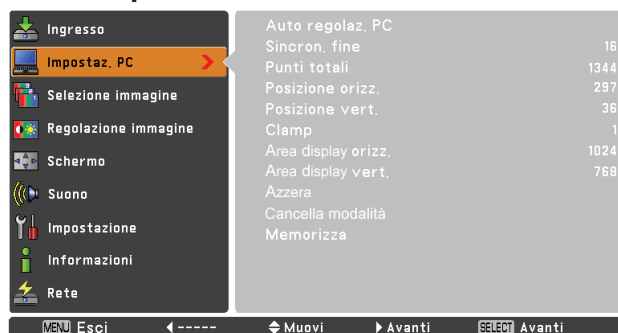 Ingresso
Impostaz. PC
Selezione immagine
Regolazione immagine
Schermo
Suono
Impostazione
Informazioni
Rete
Auto regolaz. PC
Sincron. fine 16
Punti totali 1344
Posizione orizz. 297
Posizione vert. 36
Clamp 1
Area display orizz. 1024
Area display vert. 768
Azzera
Cancella modalità
Memorizza
MENU Esci ----- Muovi Avanti SELECT Avanti